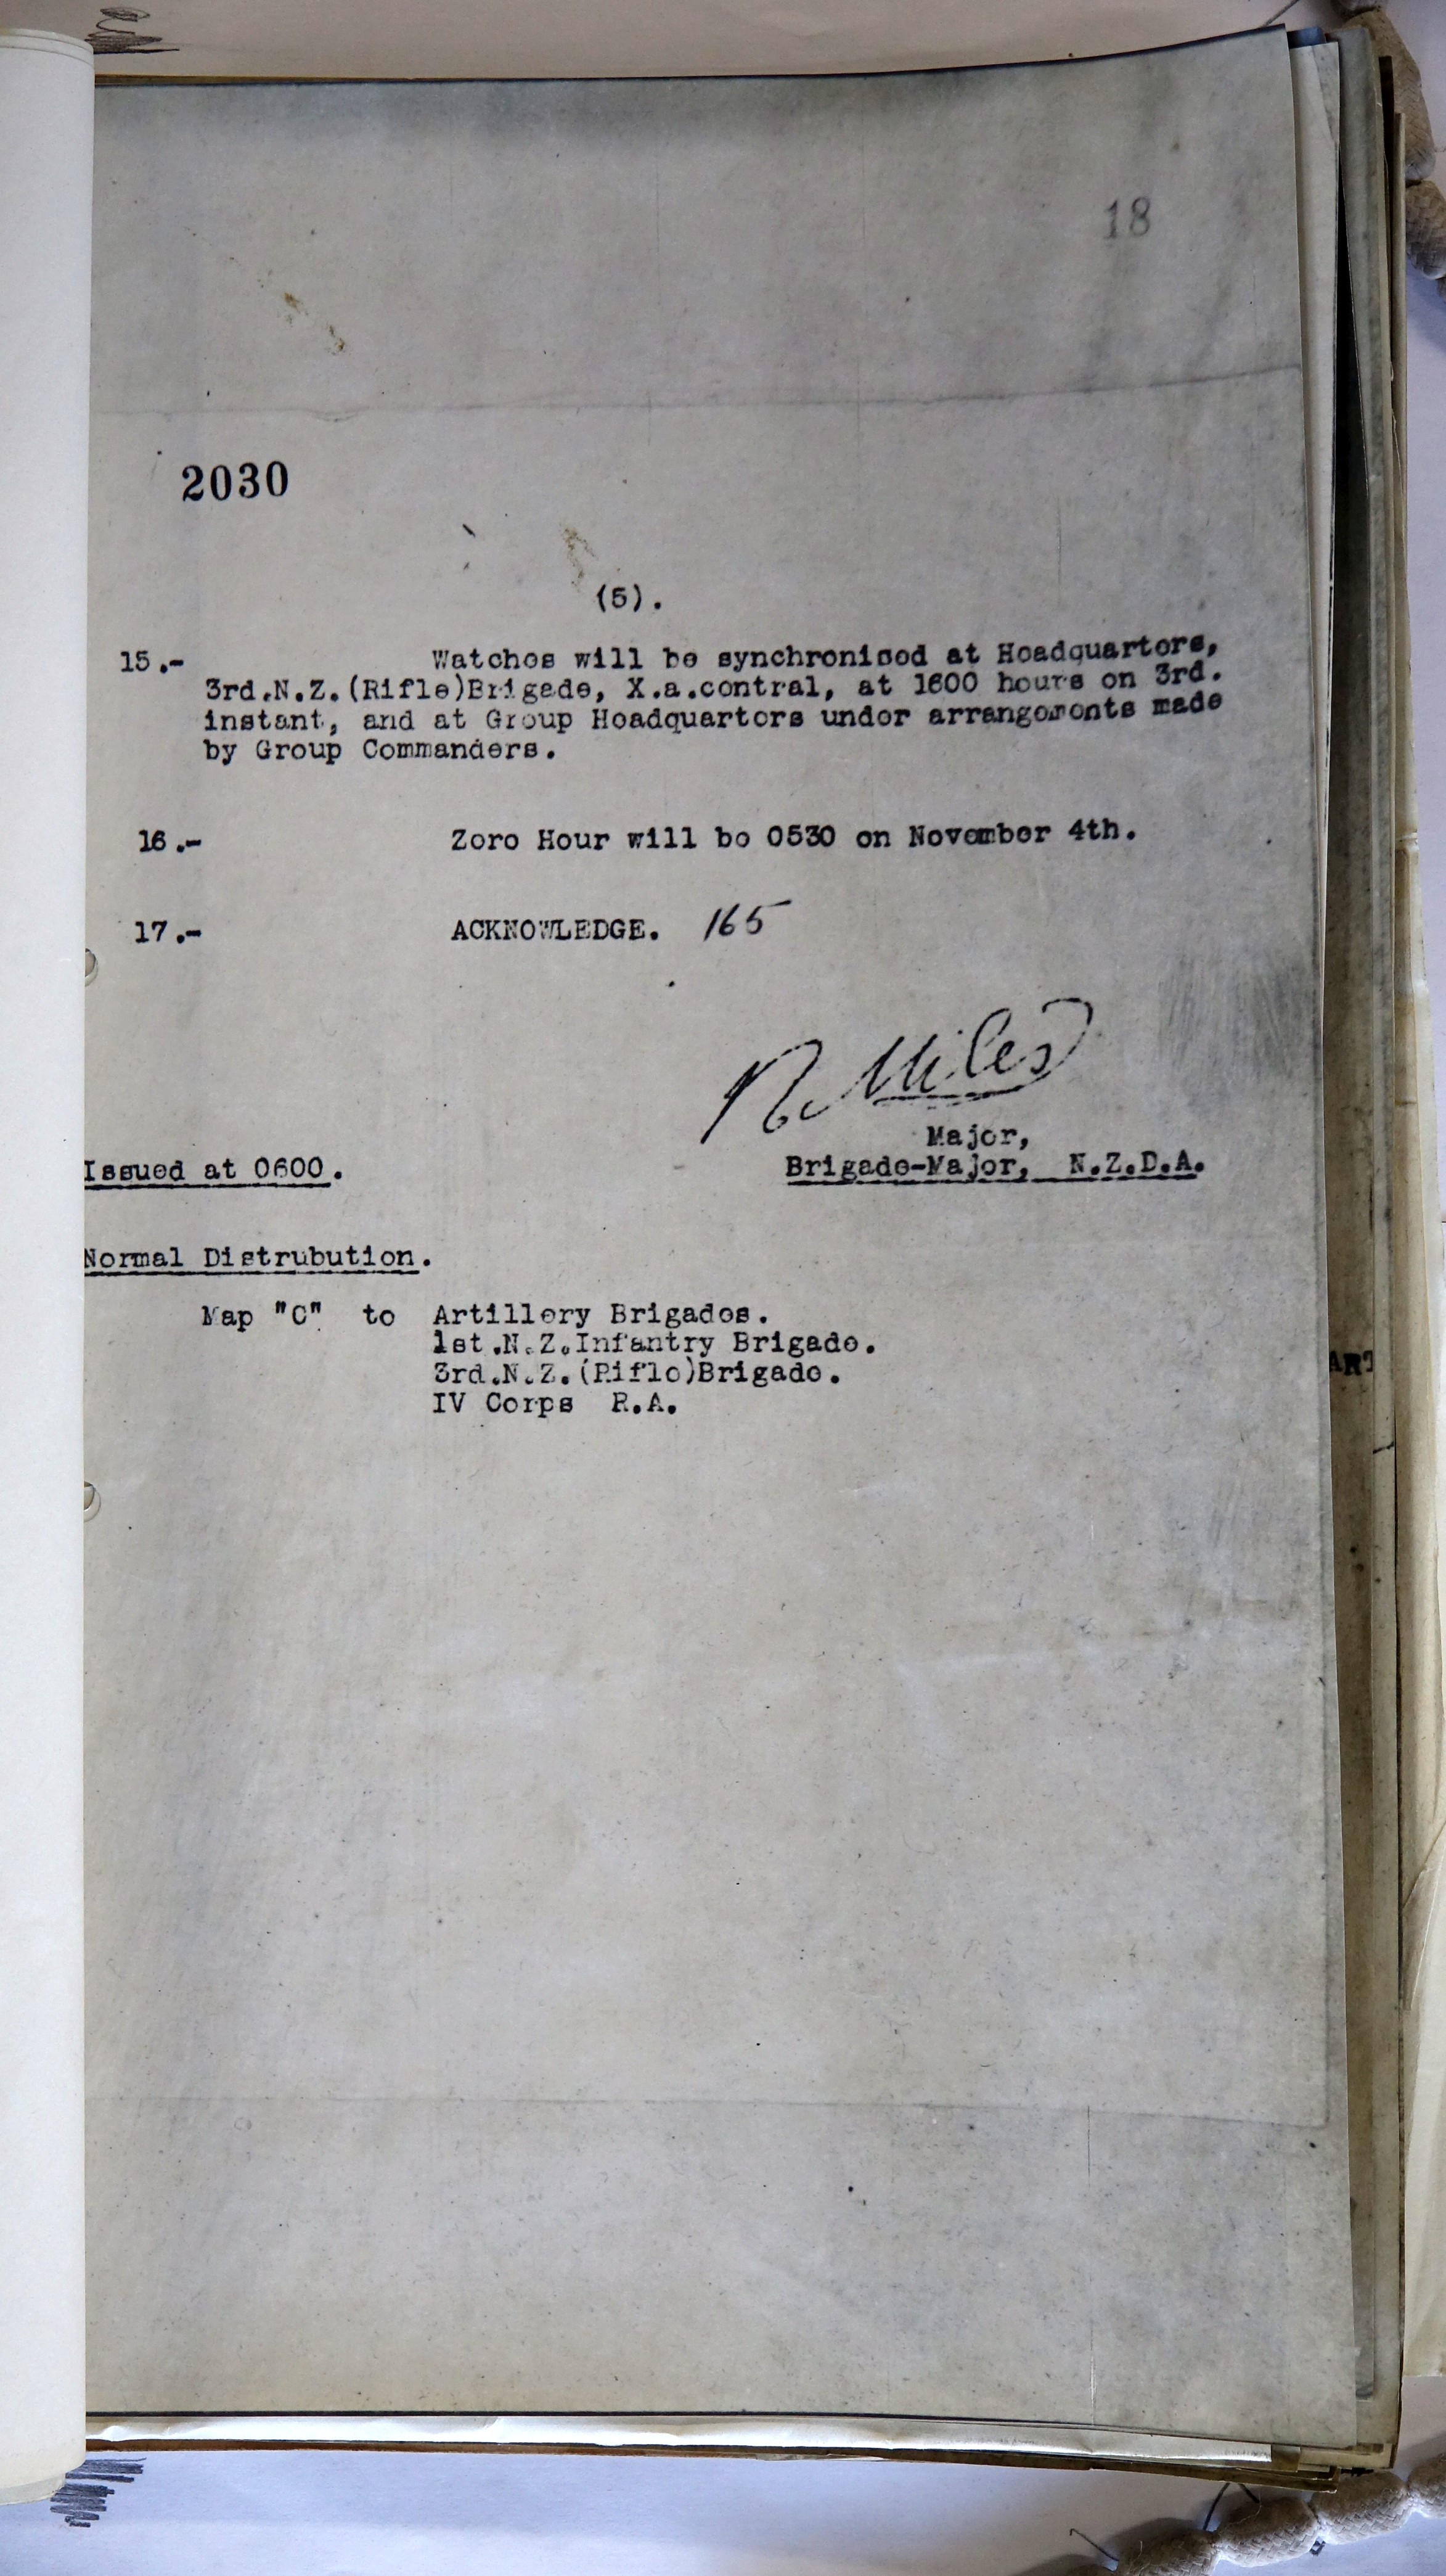 18
2030
(5).
15.- Watches will be synchronised at Headquarters,
3rd.N.Z.(Rifle)Brigade, X.a.central, at 1600 hours on 3rd.
instant, and at Group Headquarters under arrangements made
by Group Commanders.
16.- Zero Hour will be 0530 on November 4th.
17.- ACKNOWLEDGE. 165
R. Miles
Major,
Issued at 0600. Brigade-Major, N.Z.D.A.
Normal Distrubution.
Map "C" to Artillery Brigades.
1st.N.Z.Infantry Brigade.
3rd.N.Z.(Rifle)Brigade.
IV Corps R.A.